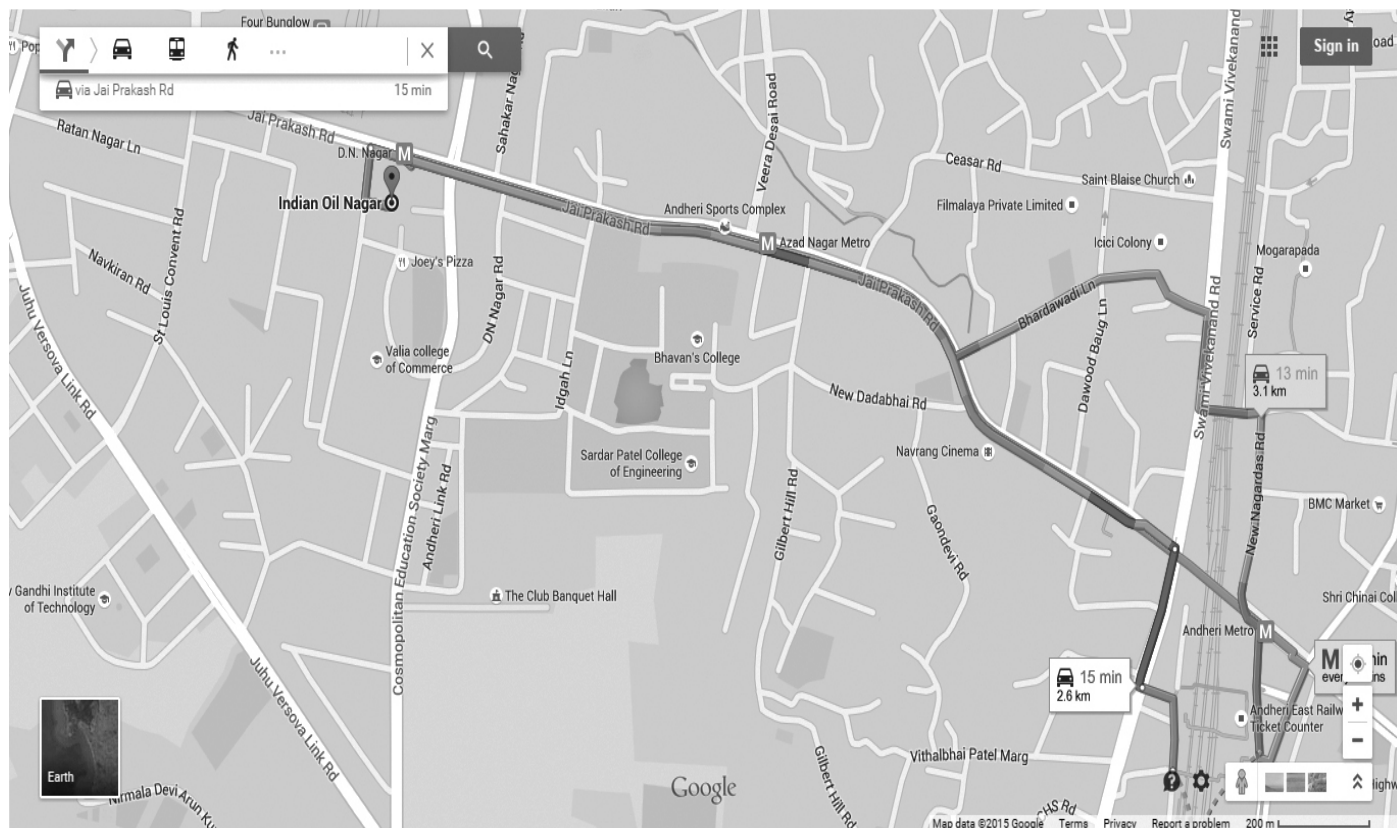 Four Bunglow
via Jai Prakash Rd
15 min
Sign in
Swami Vivekanand
Jai Prakash Rd
Ratan Nagar Ln
D.N. Nagar
M
Sahakar
Veera Desai Road
Ceasar Rd
Saint Blaise Church
Indian Oil Nagar
Jai Prakash Rd
Andheri Sports Complex
Filmalaya Private Limited
M
Azad Nagar Metro
Icici Colony
Mogarapada
St Louis Convent Rd
Navkiran Rd
Joey's Pizza
DN Nagar Rd
Jai Prakash Rd
Bhardawadi Ln
Service Rd
Juhu Versova Link Rd
Valia college
of Commerce
Bhavan's College
Idgah Ln
New Dadabhai Rd
Dawood Baug Ln
Swami Vivekanand Rd
13 min
3.1 km
Sardar Patel College
of Engineering
Navrang Cinema
Cosmopolitan Education Society Marg
Andheri Link Rd
Gilbert Hill Rd
Gaondevi Rd
New Nagardas Rd
BMC Market
Gandhi Institute
of Technology
The Club Banquet Hall
Shri Chinai
Andheri Metro
M
Juhu Versova Link Rd
15 min
2.6 km
M
Andheri East
Ticket Counter
Earth
Vithalbhai Patel Marg
Google
Gilbert Hill Rd
Nirmala Devi Arun
CHS Rd
Map data ©2015 Google
Terms
Privacy
Report a problem
200 m